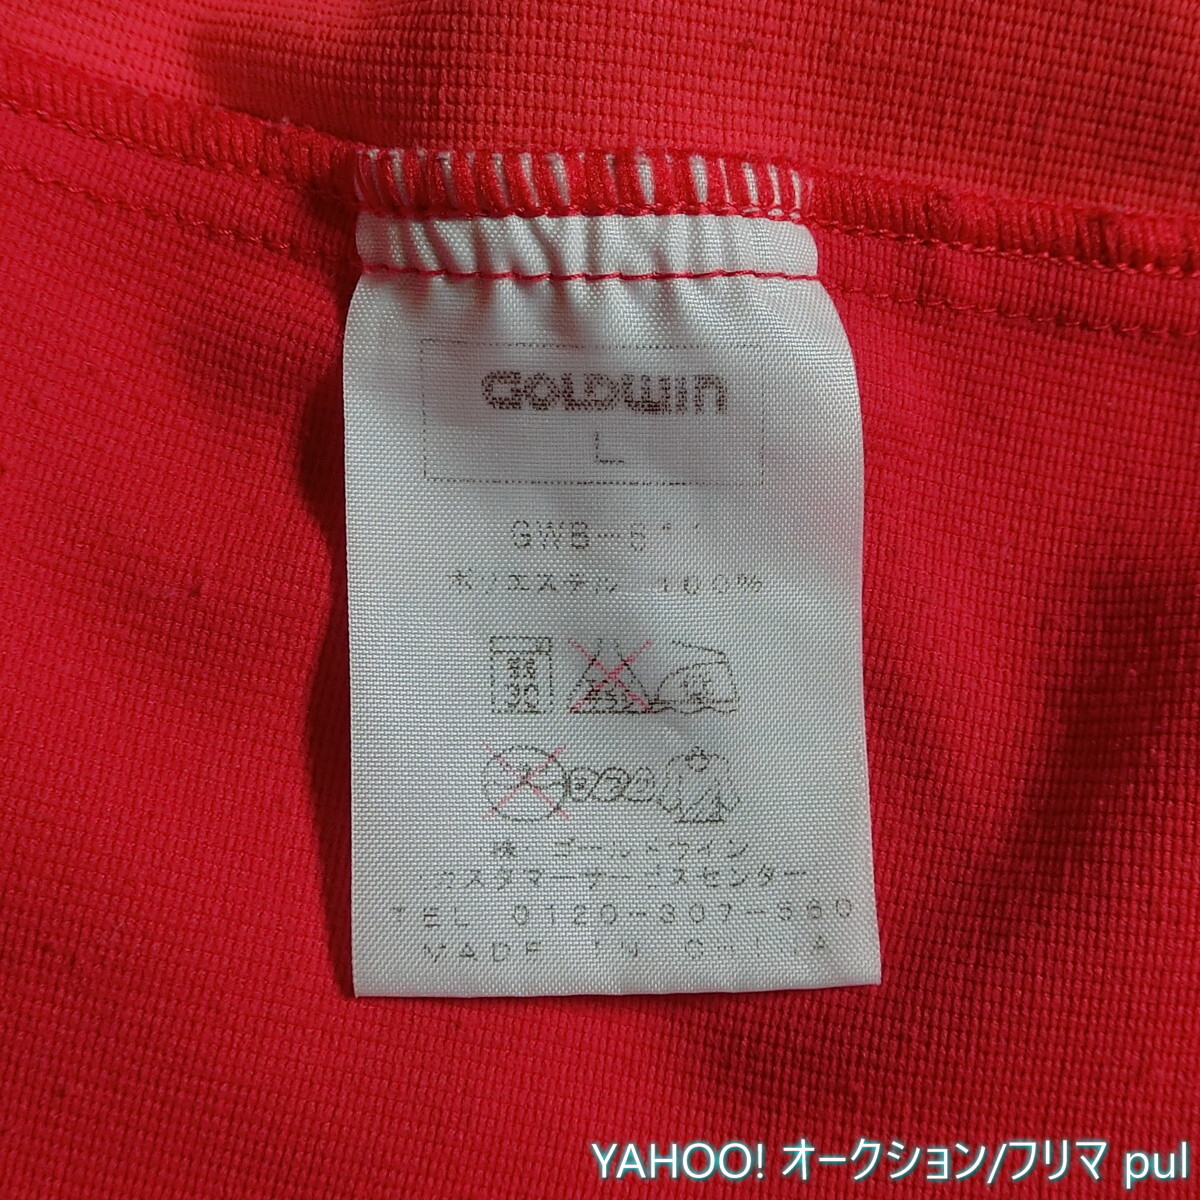 GOLDWIN
L
GWB-
ポリエステル 100%
30
株・ゴールドウイン
カスタマーサービスセンター
TEL 0120-307-560
MADE IN CHINA
YAHOO! オークション/フリマ pul